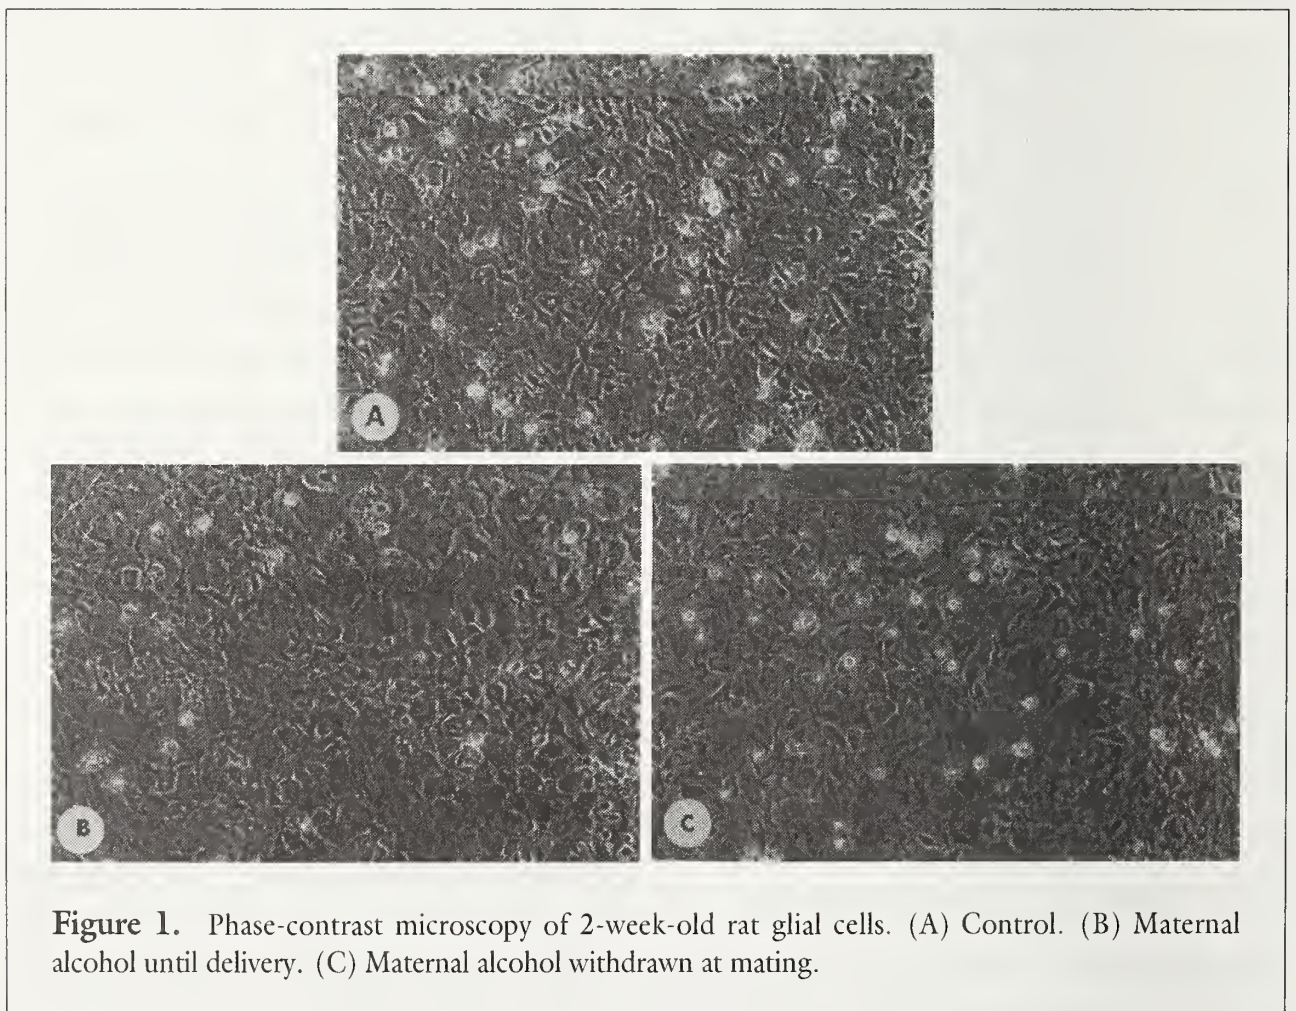 A
B
C
Figure 1. Phase-contrast microscopy of 2-week-old rat glial cells. (A) Control. (B) Maternal
alcohol until delivery. (C) Maternal alcohol withdrawn at mating.